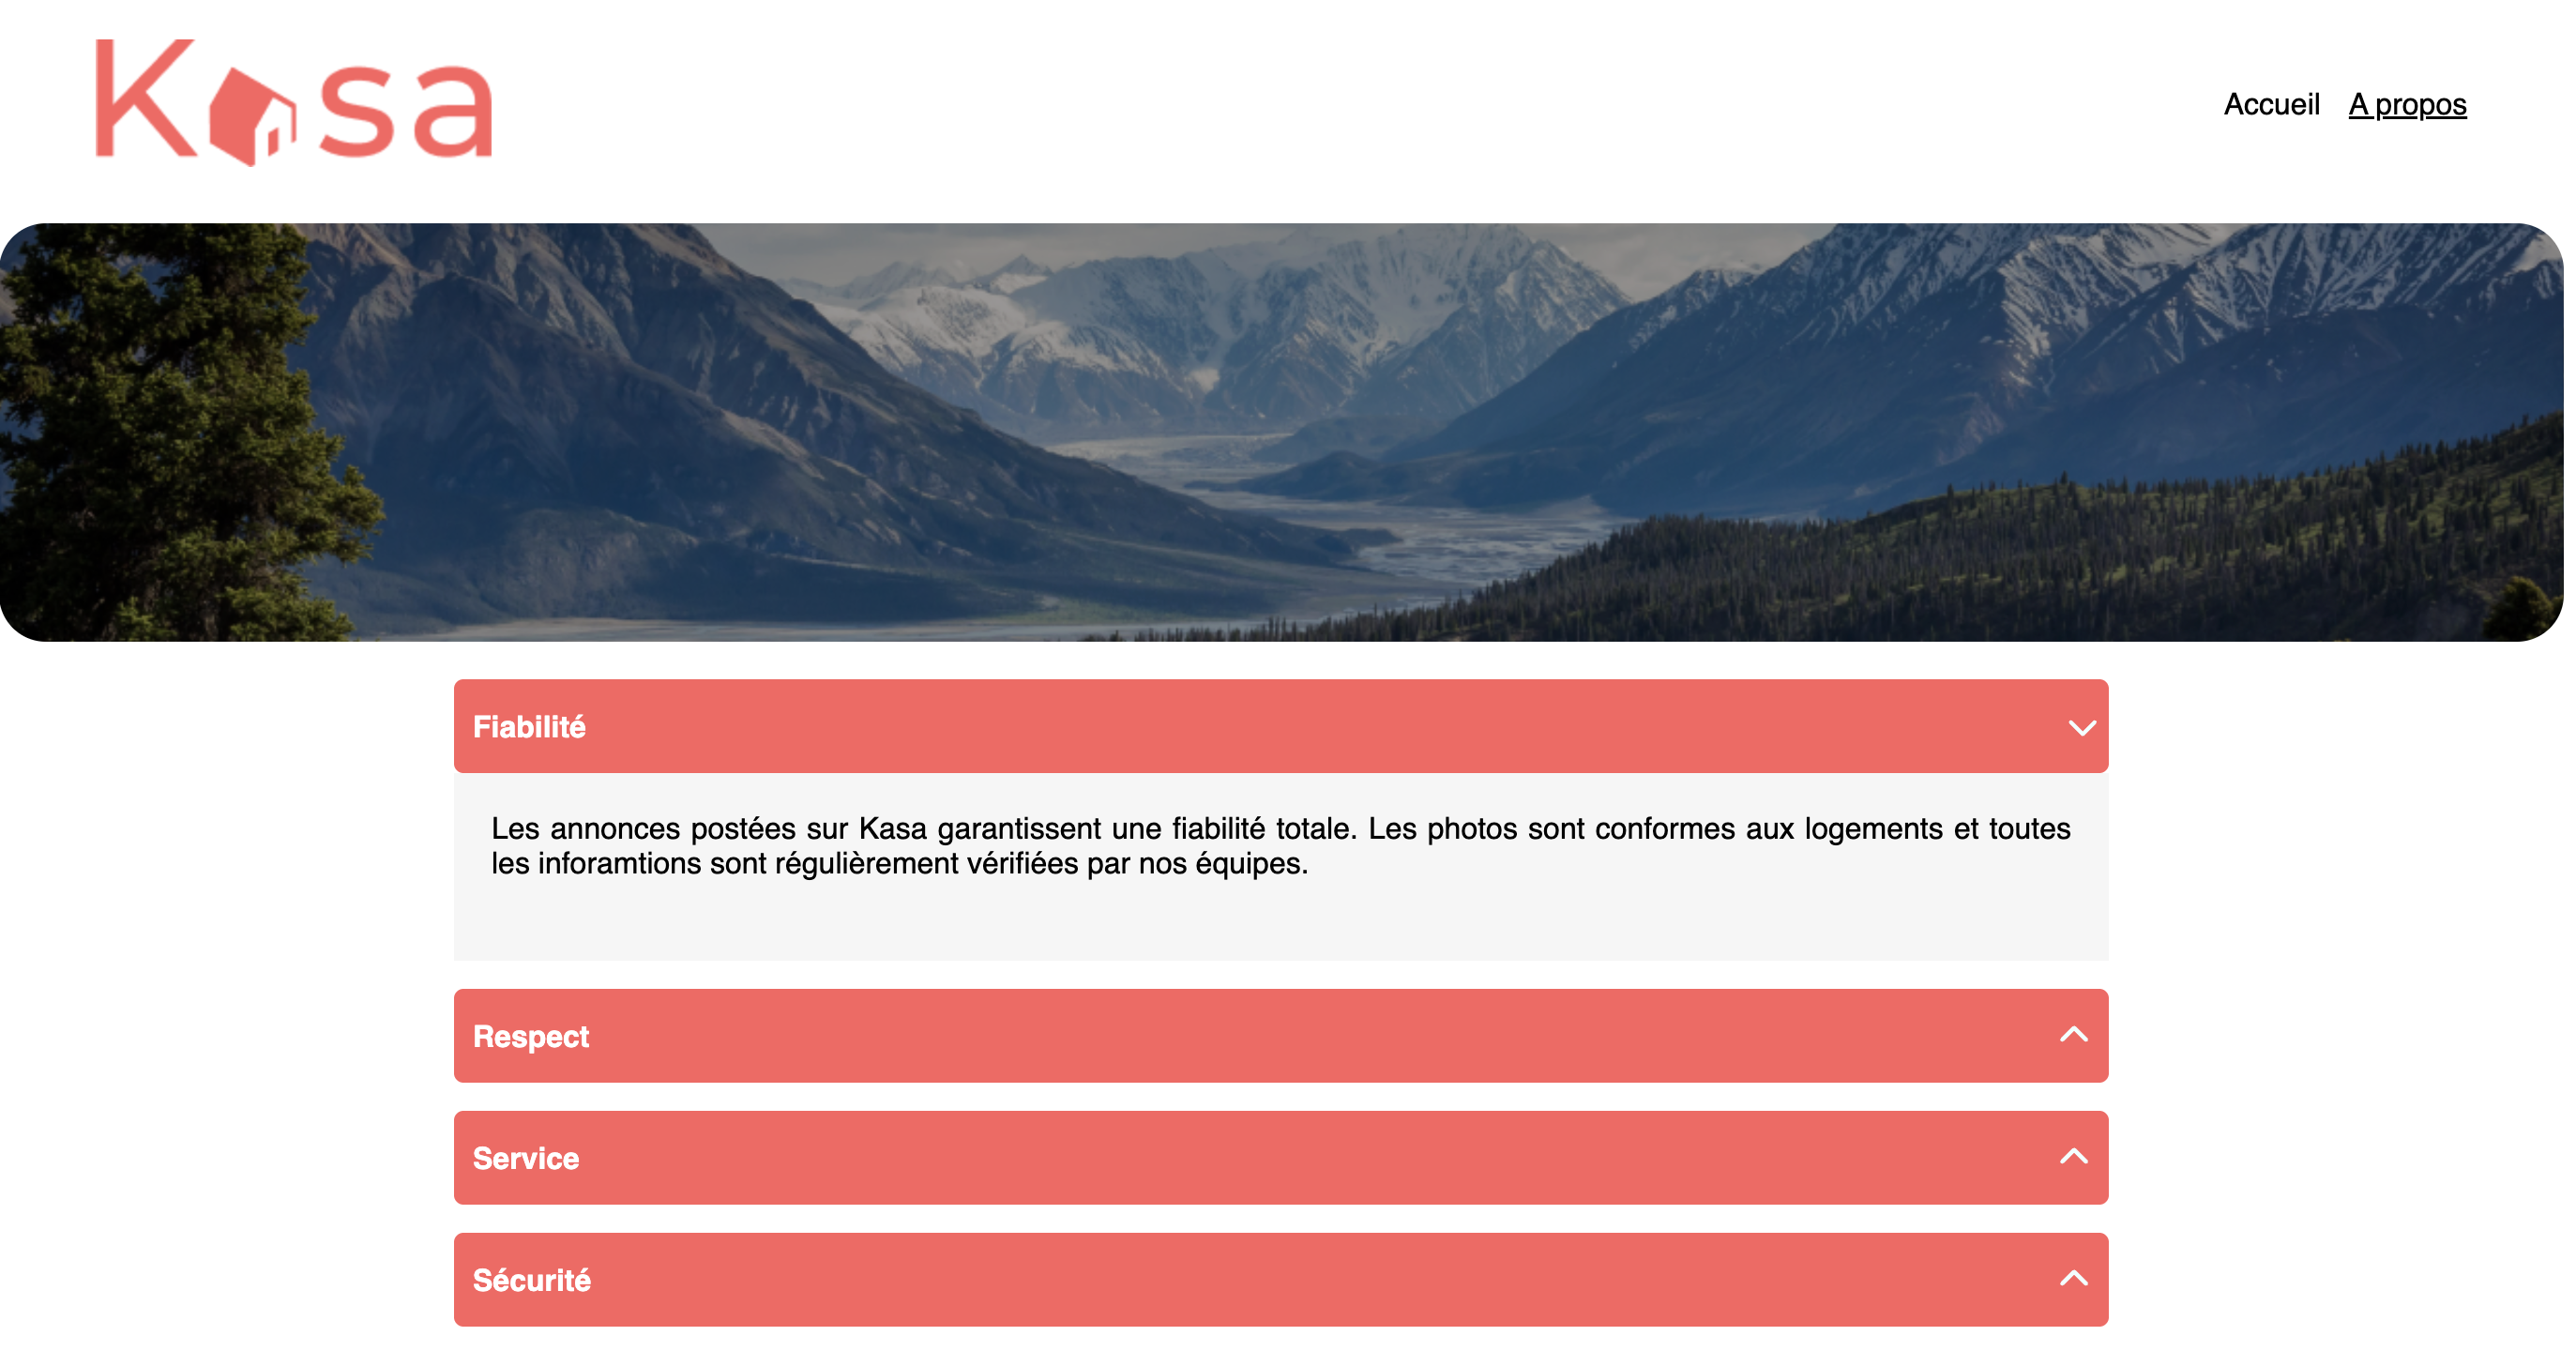 Kasa
Accueil A propos
Fiabilité
Les annonces postées sur Kasa garantissent une fiabilité totale. Les photos sont conformes aux logements et toutes
les inforamtions sont régulièrement vérifiées par nos équipes.
Respect
Service
Sécurité